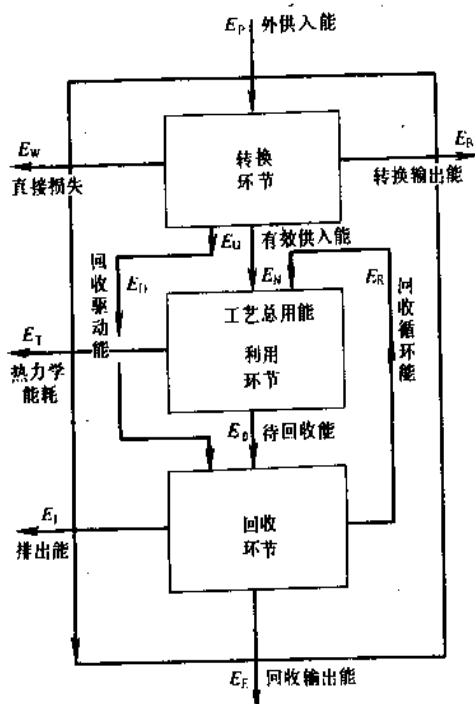 E_P 外供入能
E_W
直接损失
转换
环节
E_B
转换输出能
E_U 有效供入能
回收驱动能
E_D
E_N
E_R
回收循环能
工艺总用能
利用
环节
E_T
热力学
能耗
待回收能
回收
环节
E_J
排出能
E_E 回收输出能